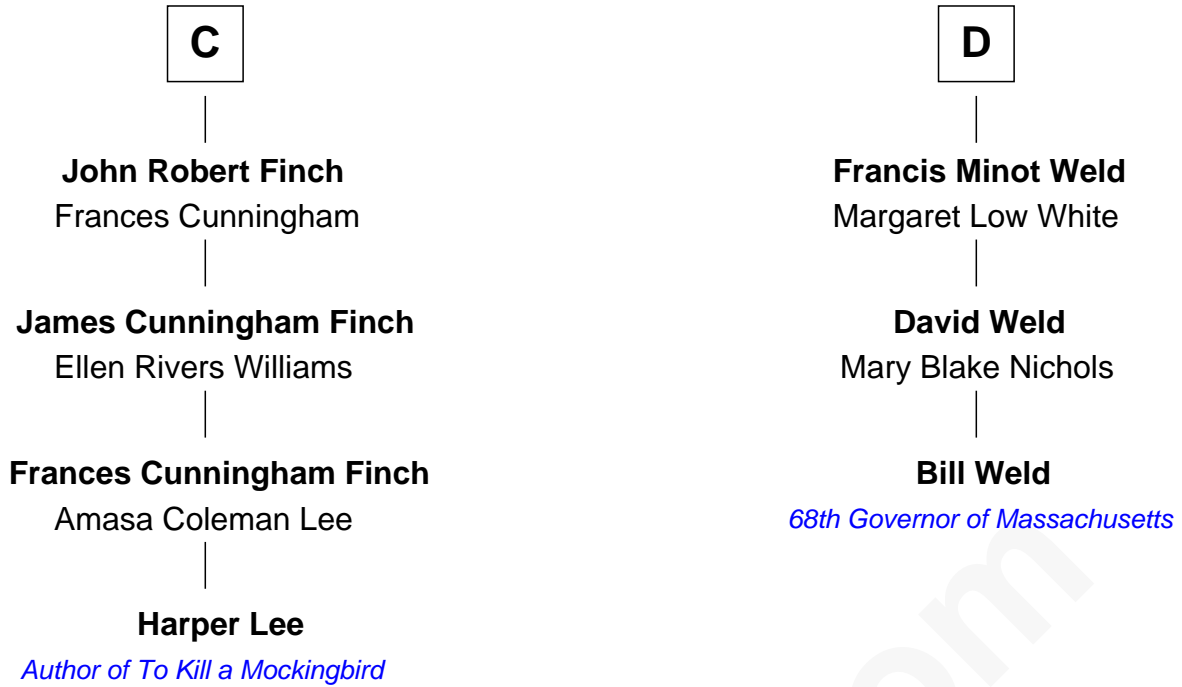 C
John Robert Finch
Frances Cunningham
James Cunningham Finch
Ellen Rivers Williams
Frances Cunningham Finch
Amasa Coleman Lee
Harper Lee
Author of To Kill a Mockingbird
D
Francis Minot Weld
Margaret Low White
David Weld
Mary Blake Nichols
Bill Weld
68th Governor of Massachusetts
om